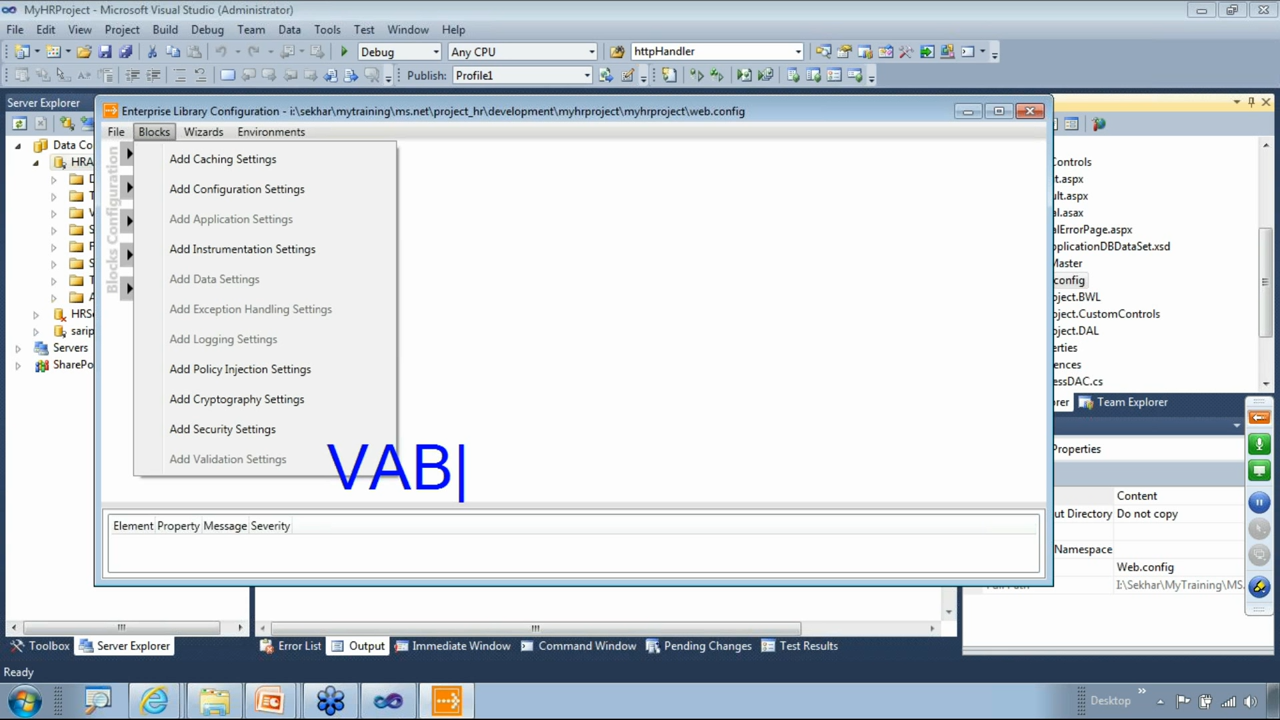 MyHRProject - Microsoft Visual Studio (Administrator)
File Edit View Project Build Debug Team Data Tools Test Window Help
Debug Any CPU httpHandler
Publish: Profile1
Server Explorer
Enterprise Library Configuration - i:\sekhar\mytraining\ms.net\project_hr\development\myhrproject\myhrproject\web.config
File Blocks Wizards Environments
Blocks Configuration
Add Caching Settings
Add Configuration Settings
Add Application Settings
Add Instrumentation Settings
Add Data Settings
Add Exception Handling Settings
Add Logging Settings
Add Policy Injection Settings
Add Cryptography Settings
Add Security Settings
Add Validation Settings
VAB|
Element Property Message Severity
Data Co
HRA
D
T
V
S
F
S
T
A
HRSe
sarip
Servers
SharePo
Controls
t.aspx
ult.aspx
al.asax
alErrorPage.aspx
pplicationDBDataSet.xsd
Master
config
oject.BWL
oject.CustomControls
oject.DAL
erties
ences
essDAC.cs
orer Team Explorer
Properties
Content
ut Directory Do not copy
Namespace
Web.config
I:\Sekhar\MyTraining\MS.
Toolbox Server Explorer Error List Output Immediate Window Command Window Pending Changes Test Results
Ready
Desktop